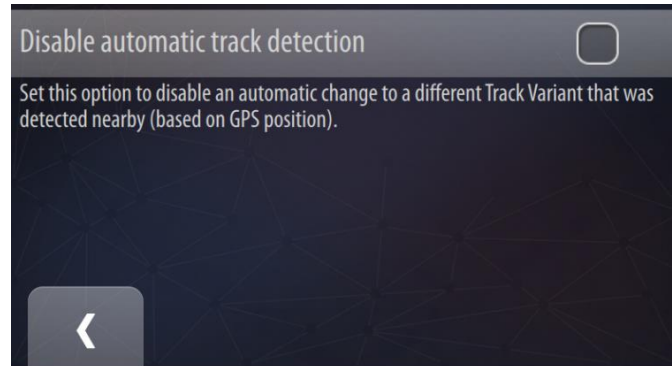 Disable automatic track detection
Set this option to disable an automatic change to a different Track Variant that was
detected nearby (based on GPS position).